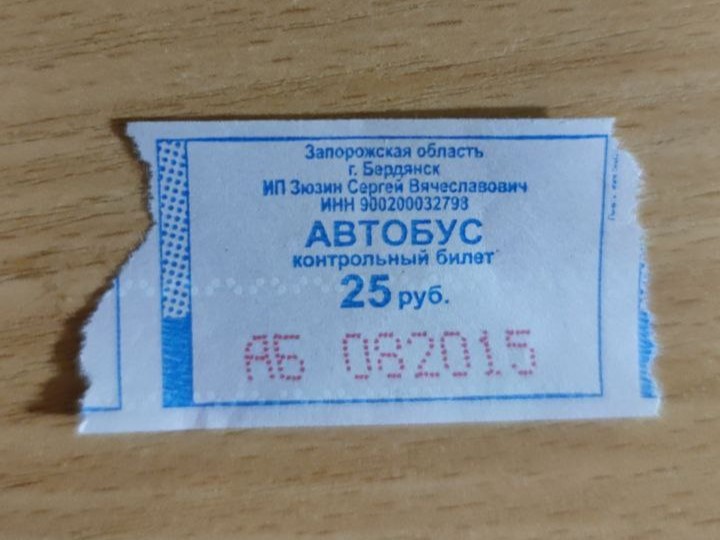 Запорожская область
г. Бердянск
ИП Зюзин Сергей Вячеславович
ИНН 900200032798
АВТОБУС
контрольный билет
25 руб.
АБ 082015